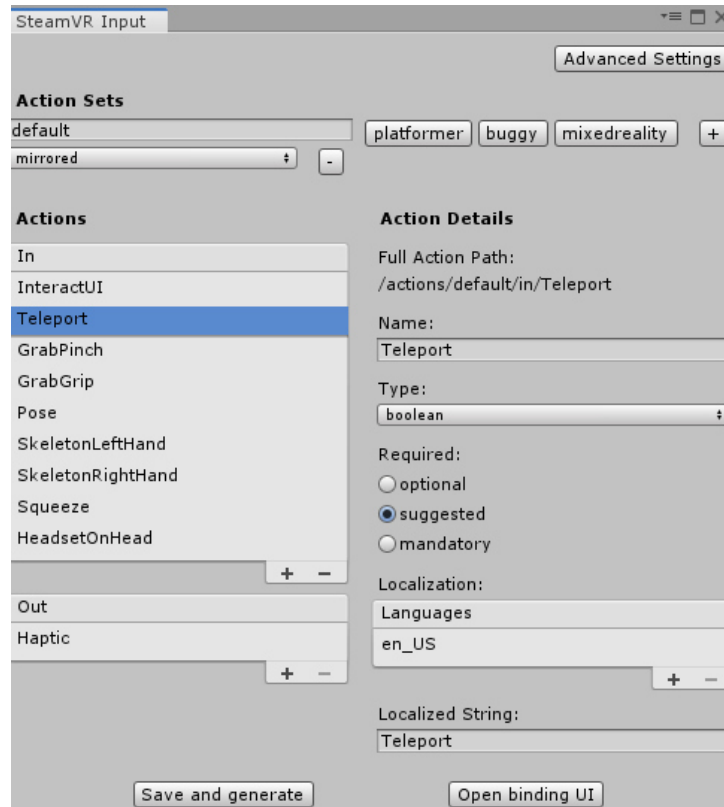 SteamVR Input
Advanced Settings
Action Sets
default
platformer buggy mixedreality +
mirrored
-
Actions
In
InteractUI
Teleport
GrabPinch
GrabGrip
Pose
SkeletonLeftHand
SkeletonRightHand
Squeeze
HeadsetOnHead
+ −
Out
Haptic
+ −
Action Details
Full Action Path:
/actions/default/in/Teleport
Name:
Teleport
Type:
boolean
Required:
optional
suggested
mandatory
Localization:
Languages
en_US
+ −
Localized String:
Teleport
Save and generate
Open binding UI